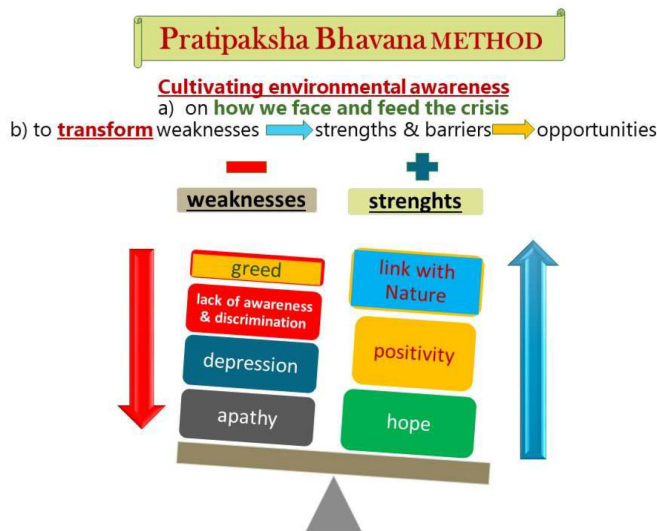 Pratipaksha Bhavana METHOD
Cultivating environmental awareness
a) on how we face and feed the crisis
b) to transform weaknesses strengths & barriers opportunities
weaknesses
strenghts
greed
lack of awareness
& discrimination
depression
apathy
link with
Nature
positivity
hope